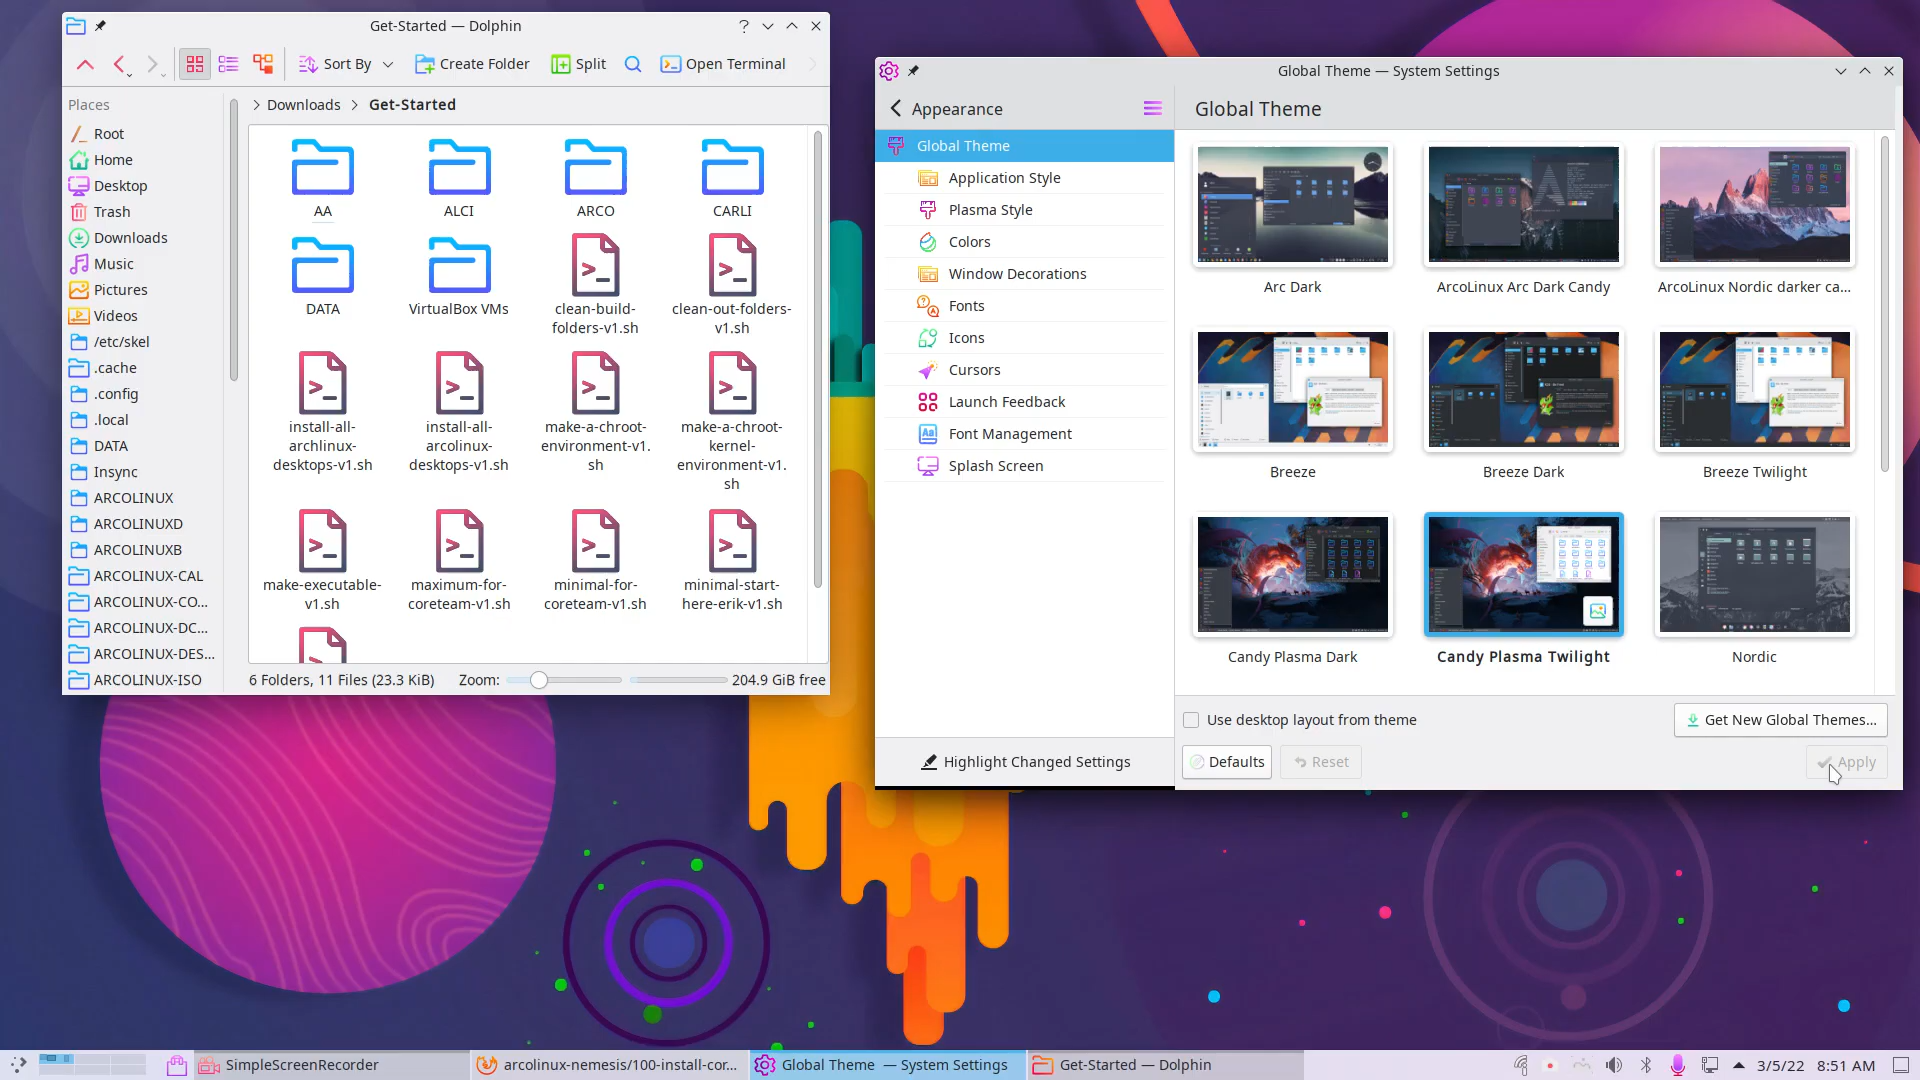 Get-Started — Dolphin
Sort By
Create Folder
Split
Open Terminal
Places
Root
Home
Desktop
Trash
Downloads
Music
Pictures
Videos
/etc/skel
.cache
.config
.local
DATA
Insync
ARCOLINUX
ARCOLINUXD
ARCOLINUXB
ARCOLINUX-CAL
ARCOLINUX-CO...
ARCOLINUX-DC...
ARCOLINUX-DES...
ARCOLINUX-ISO
Downloads
Get-Started
AA
ALCI
ARCO
CARLI
DATA
VirtualBox VMs
clean-build-
folders-v1.sh
clean-out-folders-
v1.sh
install-all-
archlinux-
desktops-v1.sh
install-all-
arcolinux-
desktops-v1.sh
make-a-chroot-
environment-v1.
sh
make-a-chroot-
kernel-
environment-v1.
sh
make-executable-
v1.sh
maximum-for-
coreteam-v1.sh
minimal-for-
coreteam-v1.sh
minimal-start-
here-erik-v1.sh
6 Folders, 11 Files (23.3 KiB)
Zoom:
204.9 GiB free
Global Theme — System Settings
Appearance
Global Theme
Global Theme
Application Style
Plasma Style
Colors
Window Decorations
Fonts
Icons
Cursors
Launch Feedback
Font Management
Splash Screen
Highlight Changed Settings
Arc Dark
ArcoLinux Arc Dark Candy
ArcoLinux Nordic darker ca...
Breeze
Breeze Dark
Breeze Twilight
Candy Plasma Dark
Candy Plasma Twilight
Nordic
Use desktop layout from theme
Get New Global Themes...
Defaults
Reset
Apply
SimpleScreenRecorder
arcolinux-nemesis/100-install-cor...
Global Theme — System Settings
Get-Started — Dolphin
3/5/22
8:51 AM